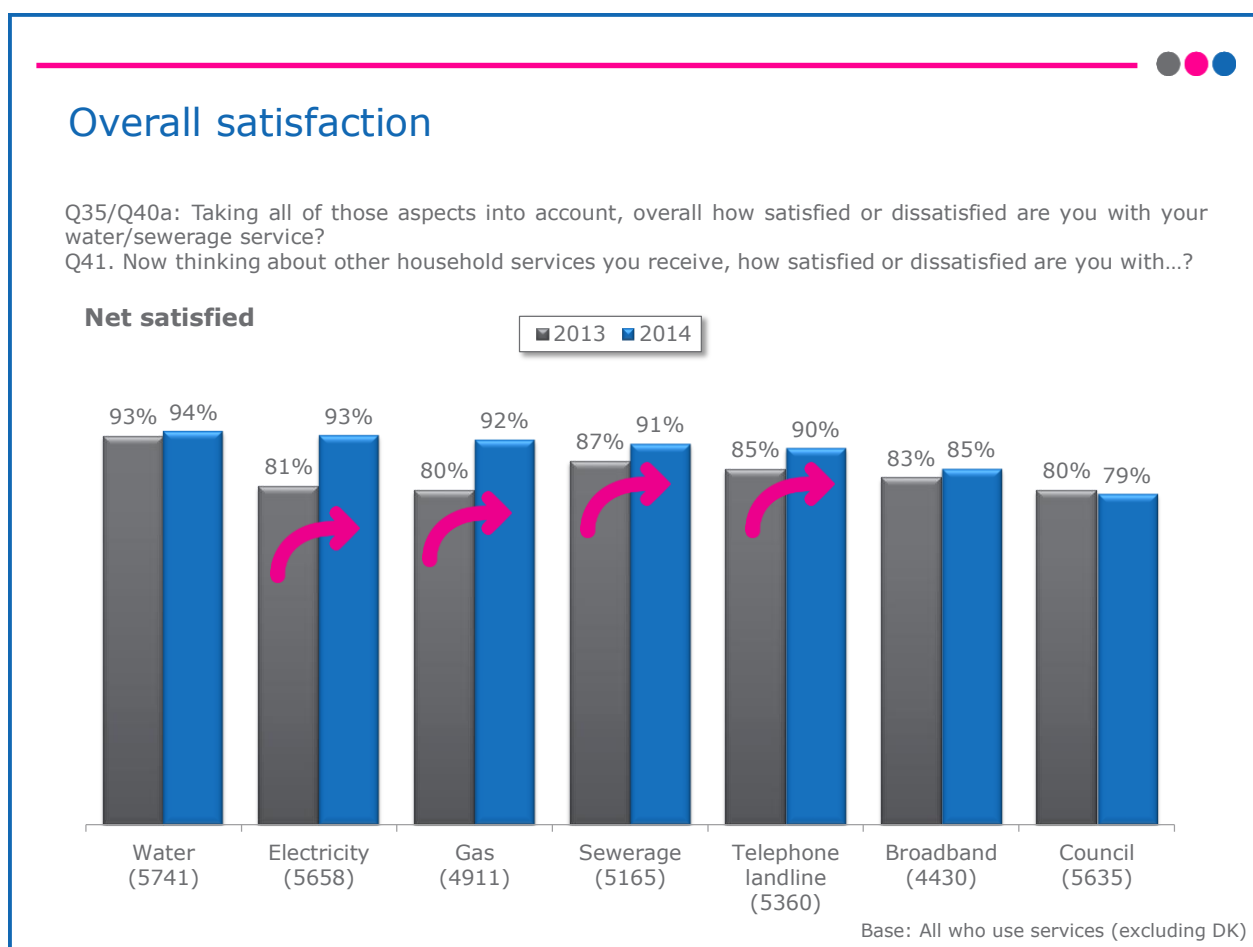 Overall satisfaction
Q35/Q40a: Taking all of those aspects into account, overall how satisfied or dissatisfied are you with your
water/sewerage service?
Q41. Now thinking about other household services you receive, how satisfied or dissatisfied are you with…?
Net satisfied
2013 2014
93% 94% 81% 93% 80% 92% 87% 91% 85% 90% 83% 85% 80% 79%
Water Electricity Gas Sewerage Telephone Broadband Council
(5741) (5658) (4911) (5165) landline (4430) (5635)
(5360)
Base: All who use services (excluding DK)